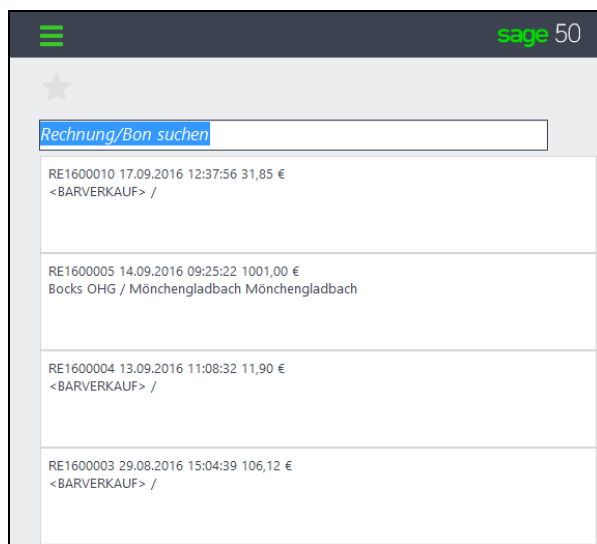 sage 50
Rechnung/Bon suchen
RE1600010 17.09.2016 12:37:56 31,85 €
<BARVERKAUF> /
RE1600005 14.09.2016 09:25:22 1001,00 €
Bocks OHG / Mönchengladbach Mönchengladbach
RE1600004 13.09.2016 11:08:32 11,90 €
<BARVERKAUF> /
RE1600003 29.08.2016 15:04:39 106,12 €
<BARVERKAUF> /